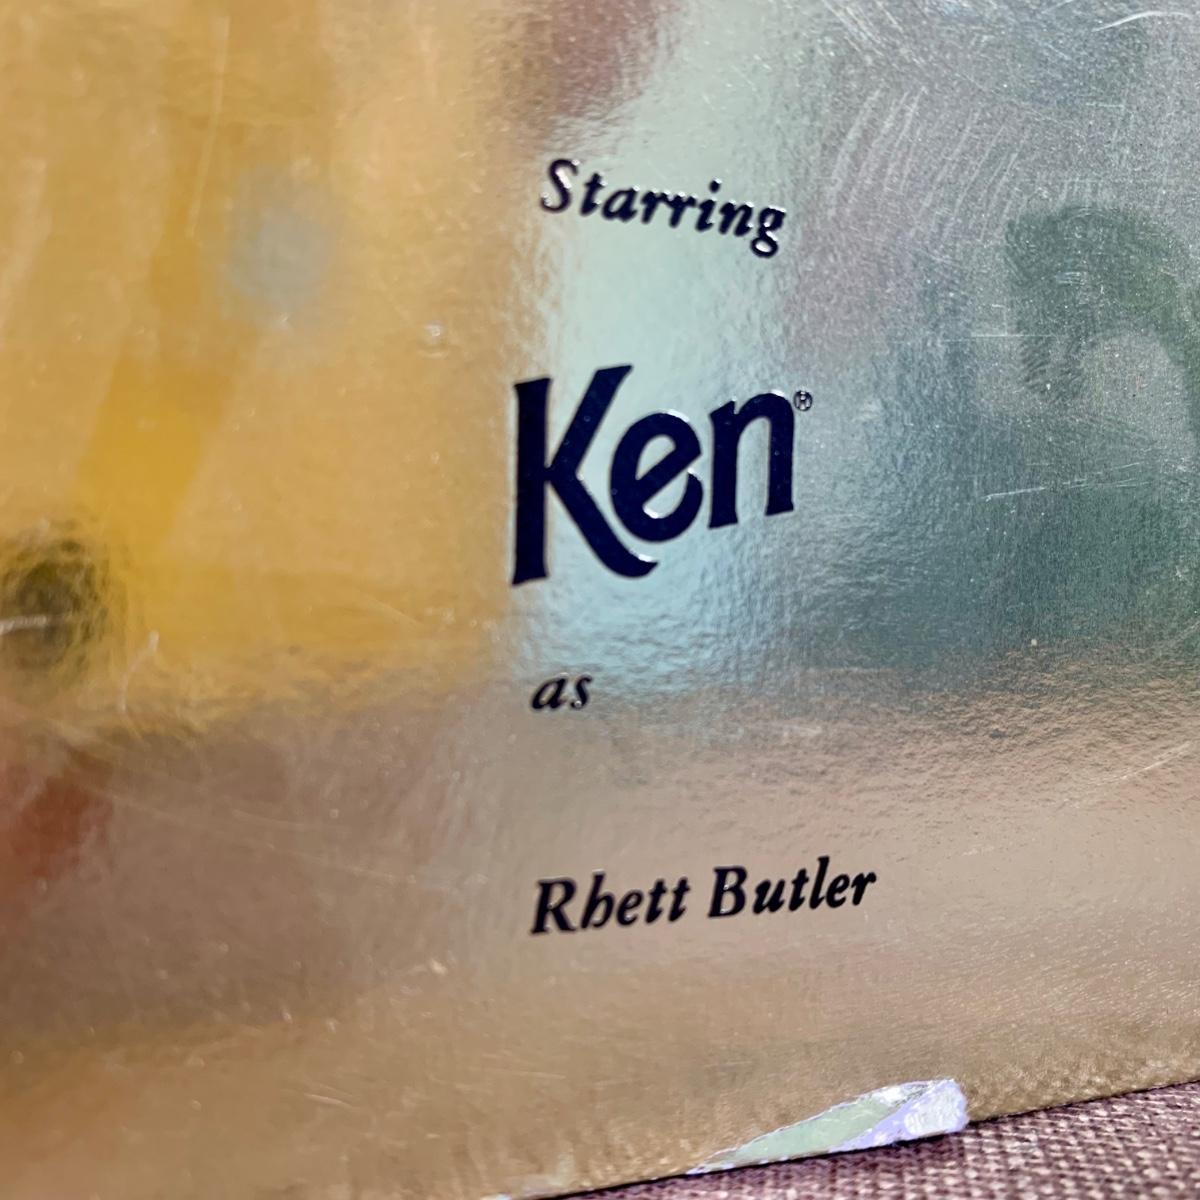 Starring
Ken®
as
Rhett Butler